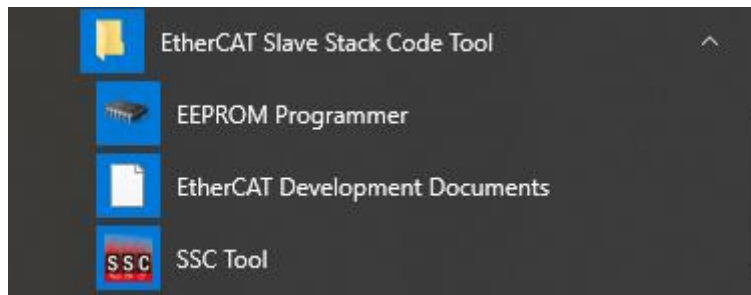 EtherCAT Slave Stack Code Tool
EEPROM Programmer
EtherCAT Development Documents
SSC SSC Tool